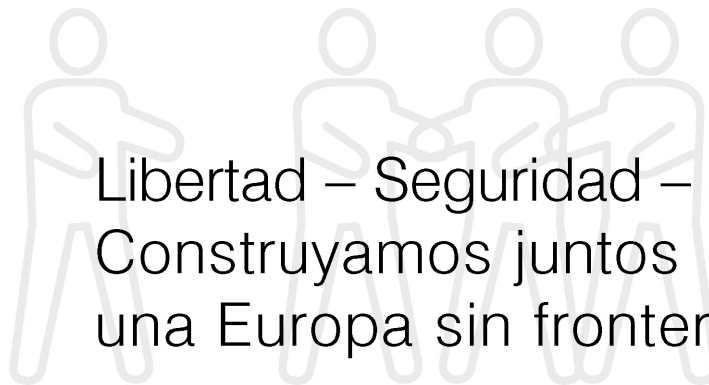 Libertad – Seguridad –
Construyamos juntos
una Europa sin fronter